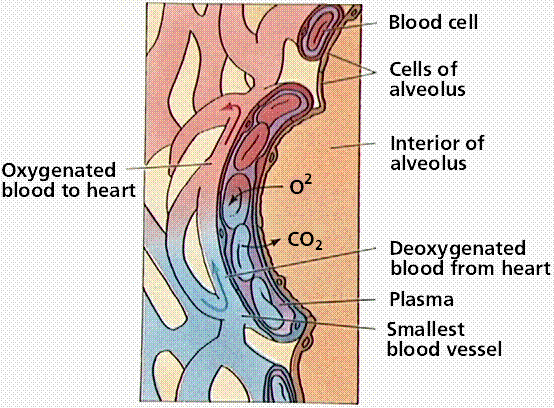 Blood cell
Cells of
alveolus
Interior of
alveolus
Oxygenated
blood to heart
O²
CO₂
Deoxygenated
blood from heart
Plasma
Smallest
blood vessel